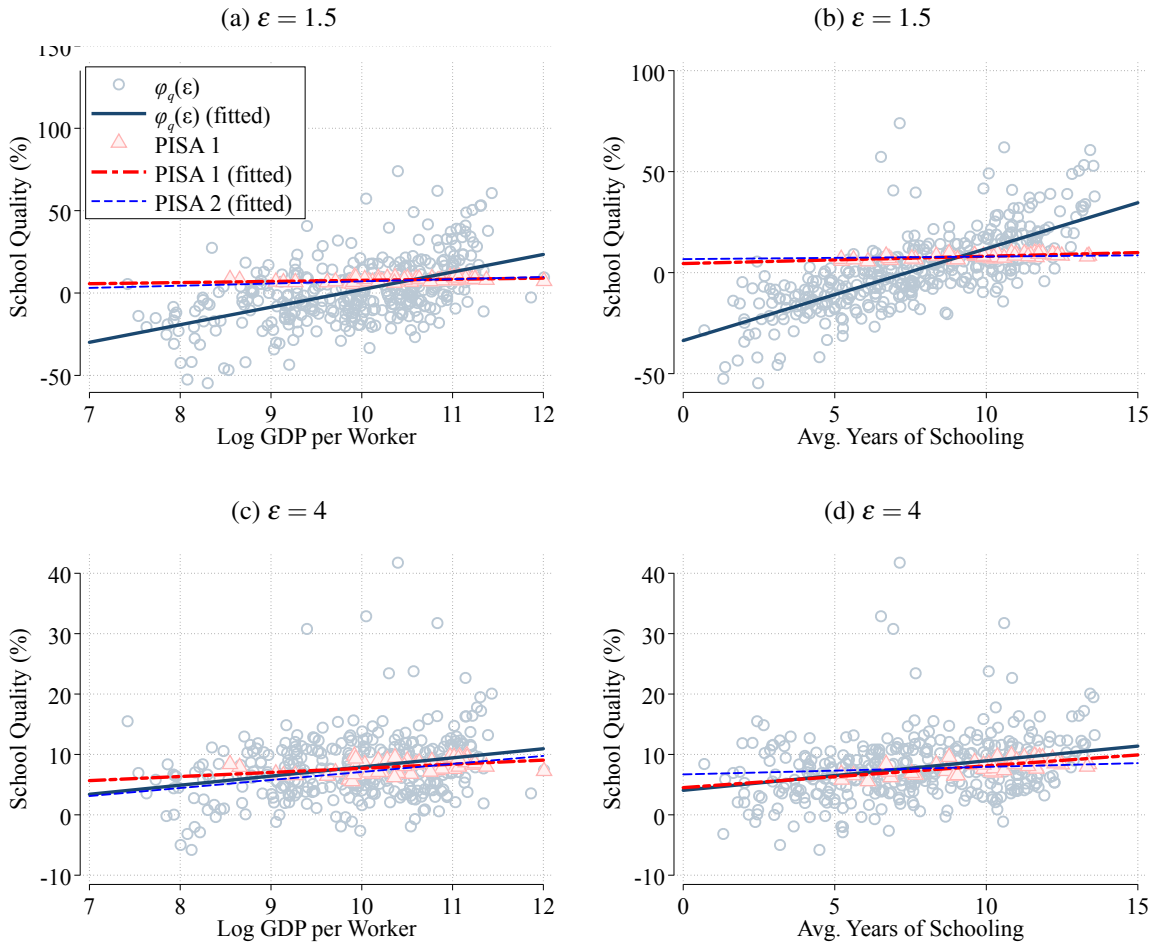 (a) ε = 1.5
School Quality (%)
150
100
50
0
-50
φq(ε)
φq(ε) (fitted)
PISA 1
PISA 1 (fitted)
PISA 2 (fitted)
7 8 9 10 11 12
Log GDP per Worker
(b) ε = 1.5
School Quality (%)
100
50
0
-50
0 5 10 15
Avg. Years of Schooling
(c) ε = 4
School Quality (%)
40
30
20
10
0
-10
7 8 9 10 11 12
Log GDP per Worker
(d) ε = 4
School Quality (%)
40
30
20
10
0
-10
0 5 10 15
Avg. Years of Schooling